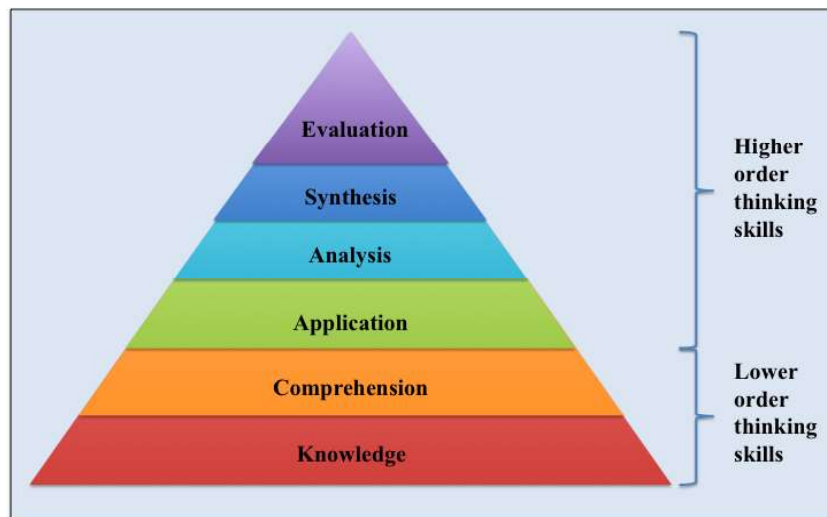 Evaluation
Synthesis
Analysis
Application
Comprehension
Knowledge
Higher
order
thinking
skills
Lower
order
thinking
skills